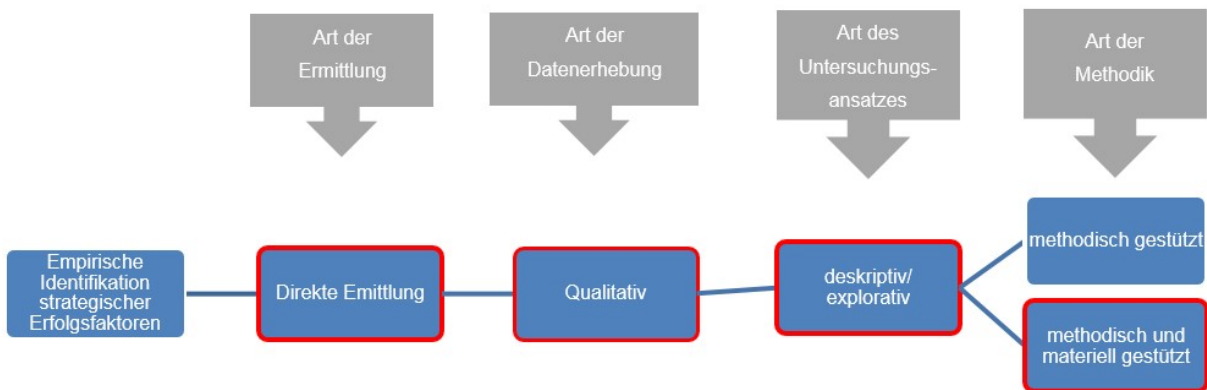 Art der
Ermittlung
Art der
Datenerhebung
Art des
Untersuchungs-
ansatzes
Art der
Methodik
Empirische
Identifikation
strategischer
Erfolgsfaktoren
Direkte Emittlung
Qualitativ
deskriptiv/
explorativ
methodisch gestützt
methodisch und
materiell gestützt